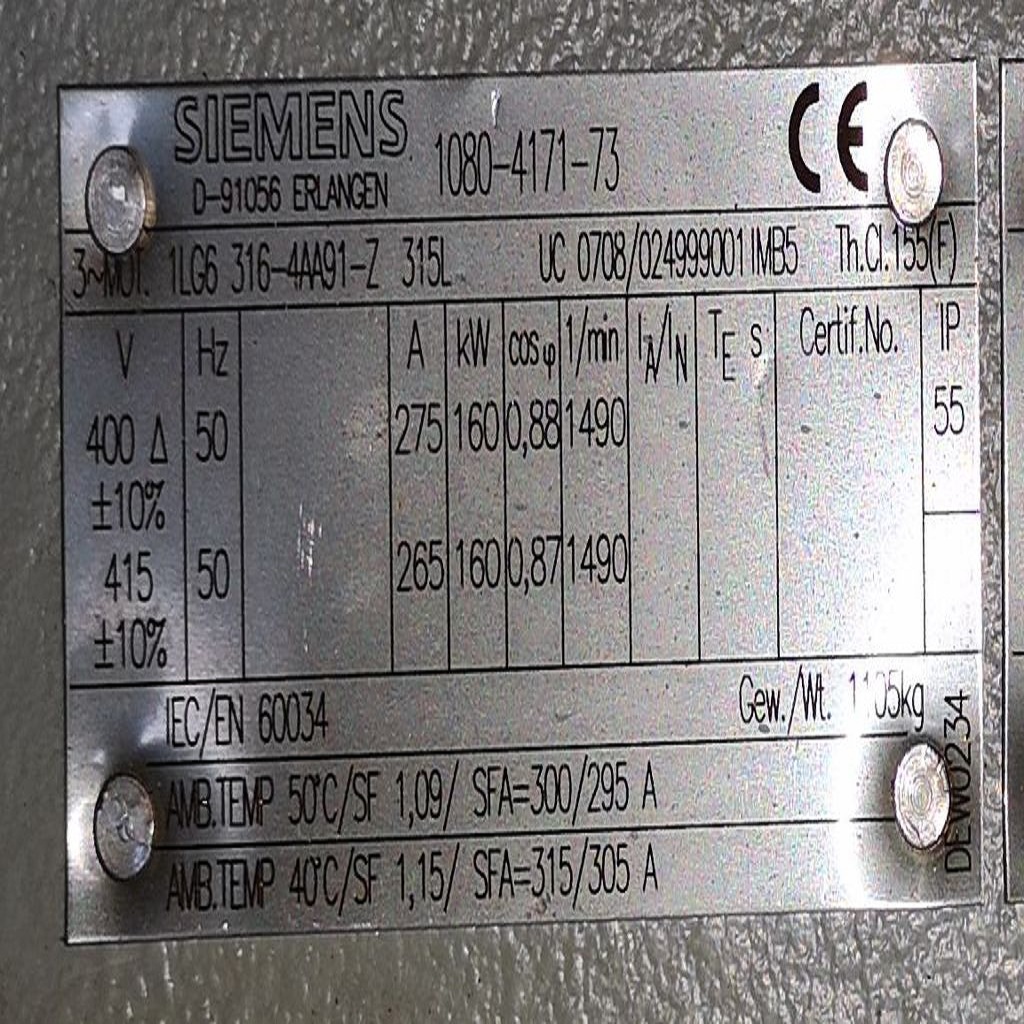 SIEMENS
D-91056 ERLANGEN
1080-4171-73
CE
3~MOT. 1LG6 316-4AA91-Z 315L UC 0708/024999001 IMB5 Th.Cl.155(F)
V Hz A kW cosφ 1/min IA/IN TE s Certif.No. IP
400 Δ 50 275 160 0,88 1490 55
±10%
415 50 265 160 0,87 1490
±10%
IEC/EN 60034 Gew./Wt.
AMB.TEMP 50°C/SF 1,09/ SFA=300/295 A
AMB.TEMP 40°C/SF 1,15/ SFA=315/305 A
DEW0234